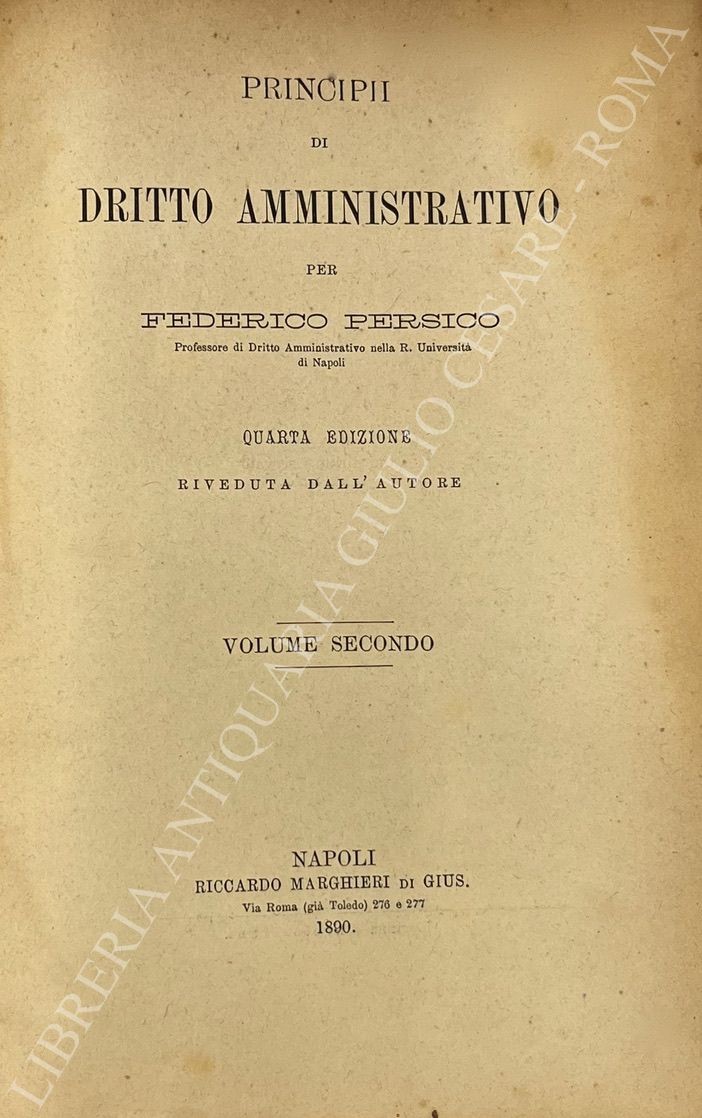 PRINCIPII
DI
DRITTO AMMINISTRATIVO
PER
FEDERICO PERSICO
Professore di Dritto Amministrativo nella R. Università
di Napoli
QUARTA EDIZIONE
RIVEDUTA DALL' AUTORE
VOLUME SECONDO
NAPOLI
RICCARDO MARGHIERI DI GIUS.
Via Roma (già Toledo) 276 e 277
1890.
LIBRERIA ANTIQUARIA GIULIO CESARE - ROMA